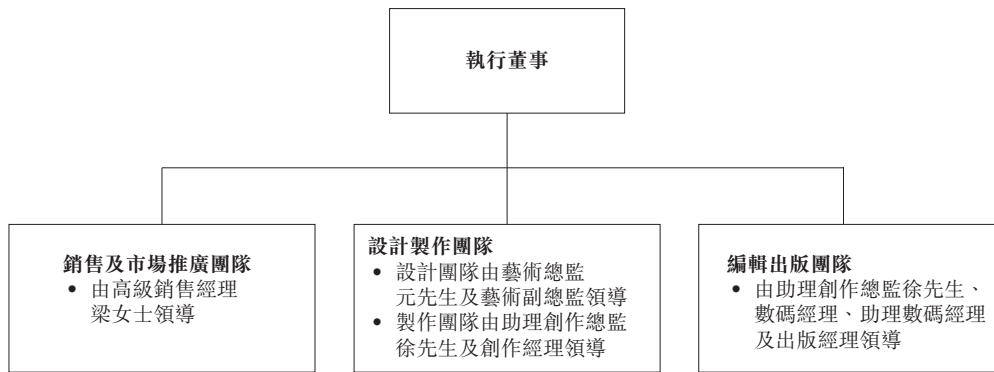 執行董事
銷售及市場推廣團隊
• 由高級銷售經理
梁女士領導
設計製作團隊
• 設計團隊由藝術總監
元先生及藝術副總監領導
• 製作團隊由助理創作總監
徐先生及創作經理領導
編輯出版團隊
• 由助理創作總監徐先生、
數碼經理、助理數碼經理
及出版經理領導